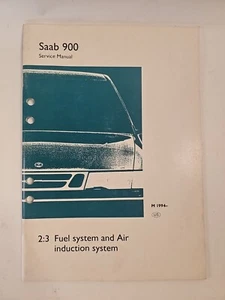 Saab 900
Service Manual
M 1994-
2:3 Fuel system and Air
induction system